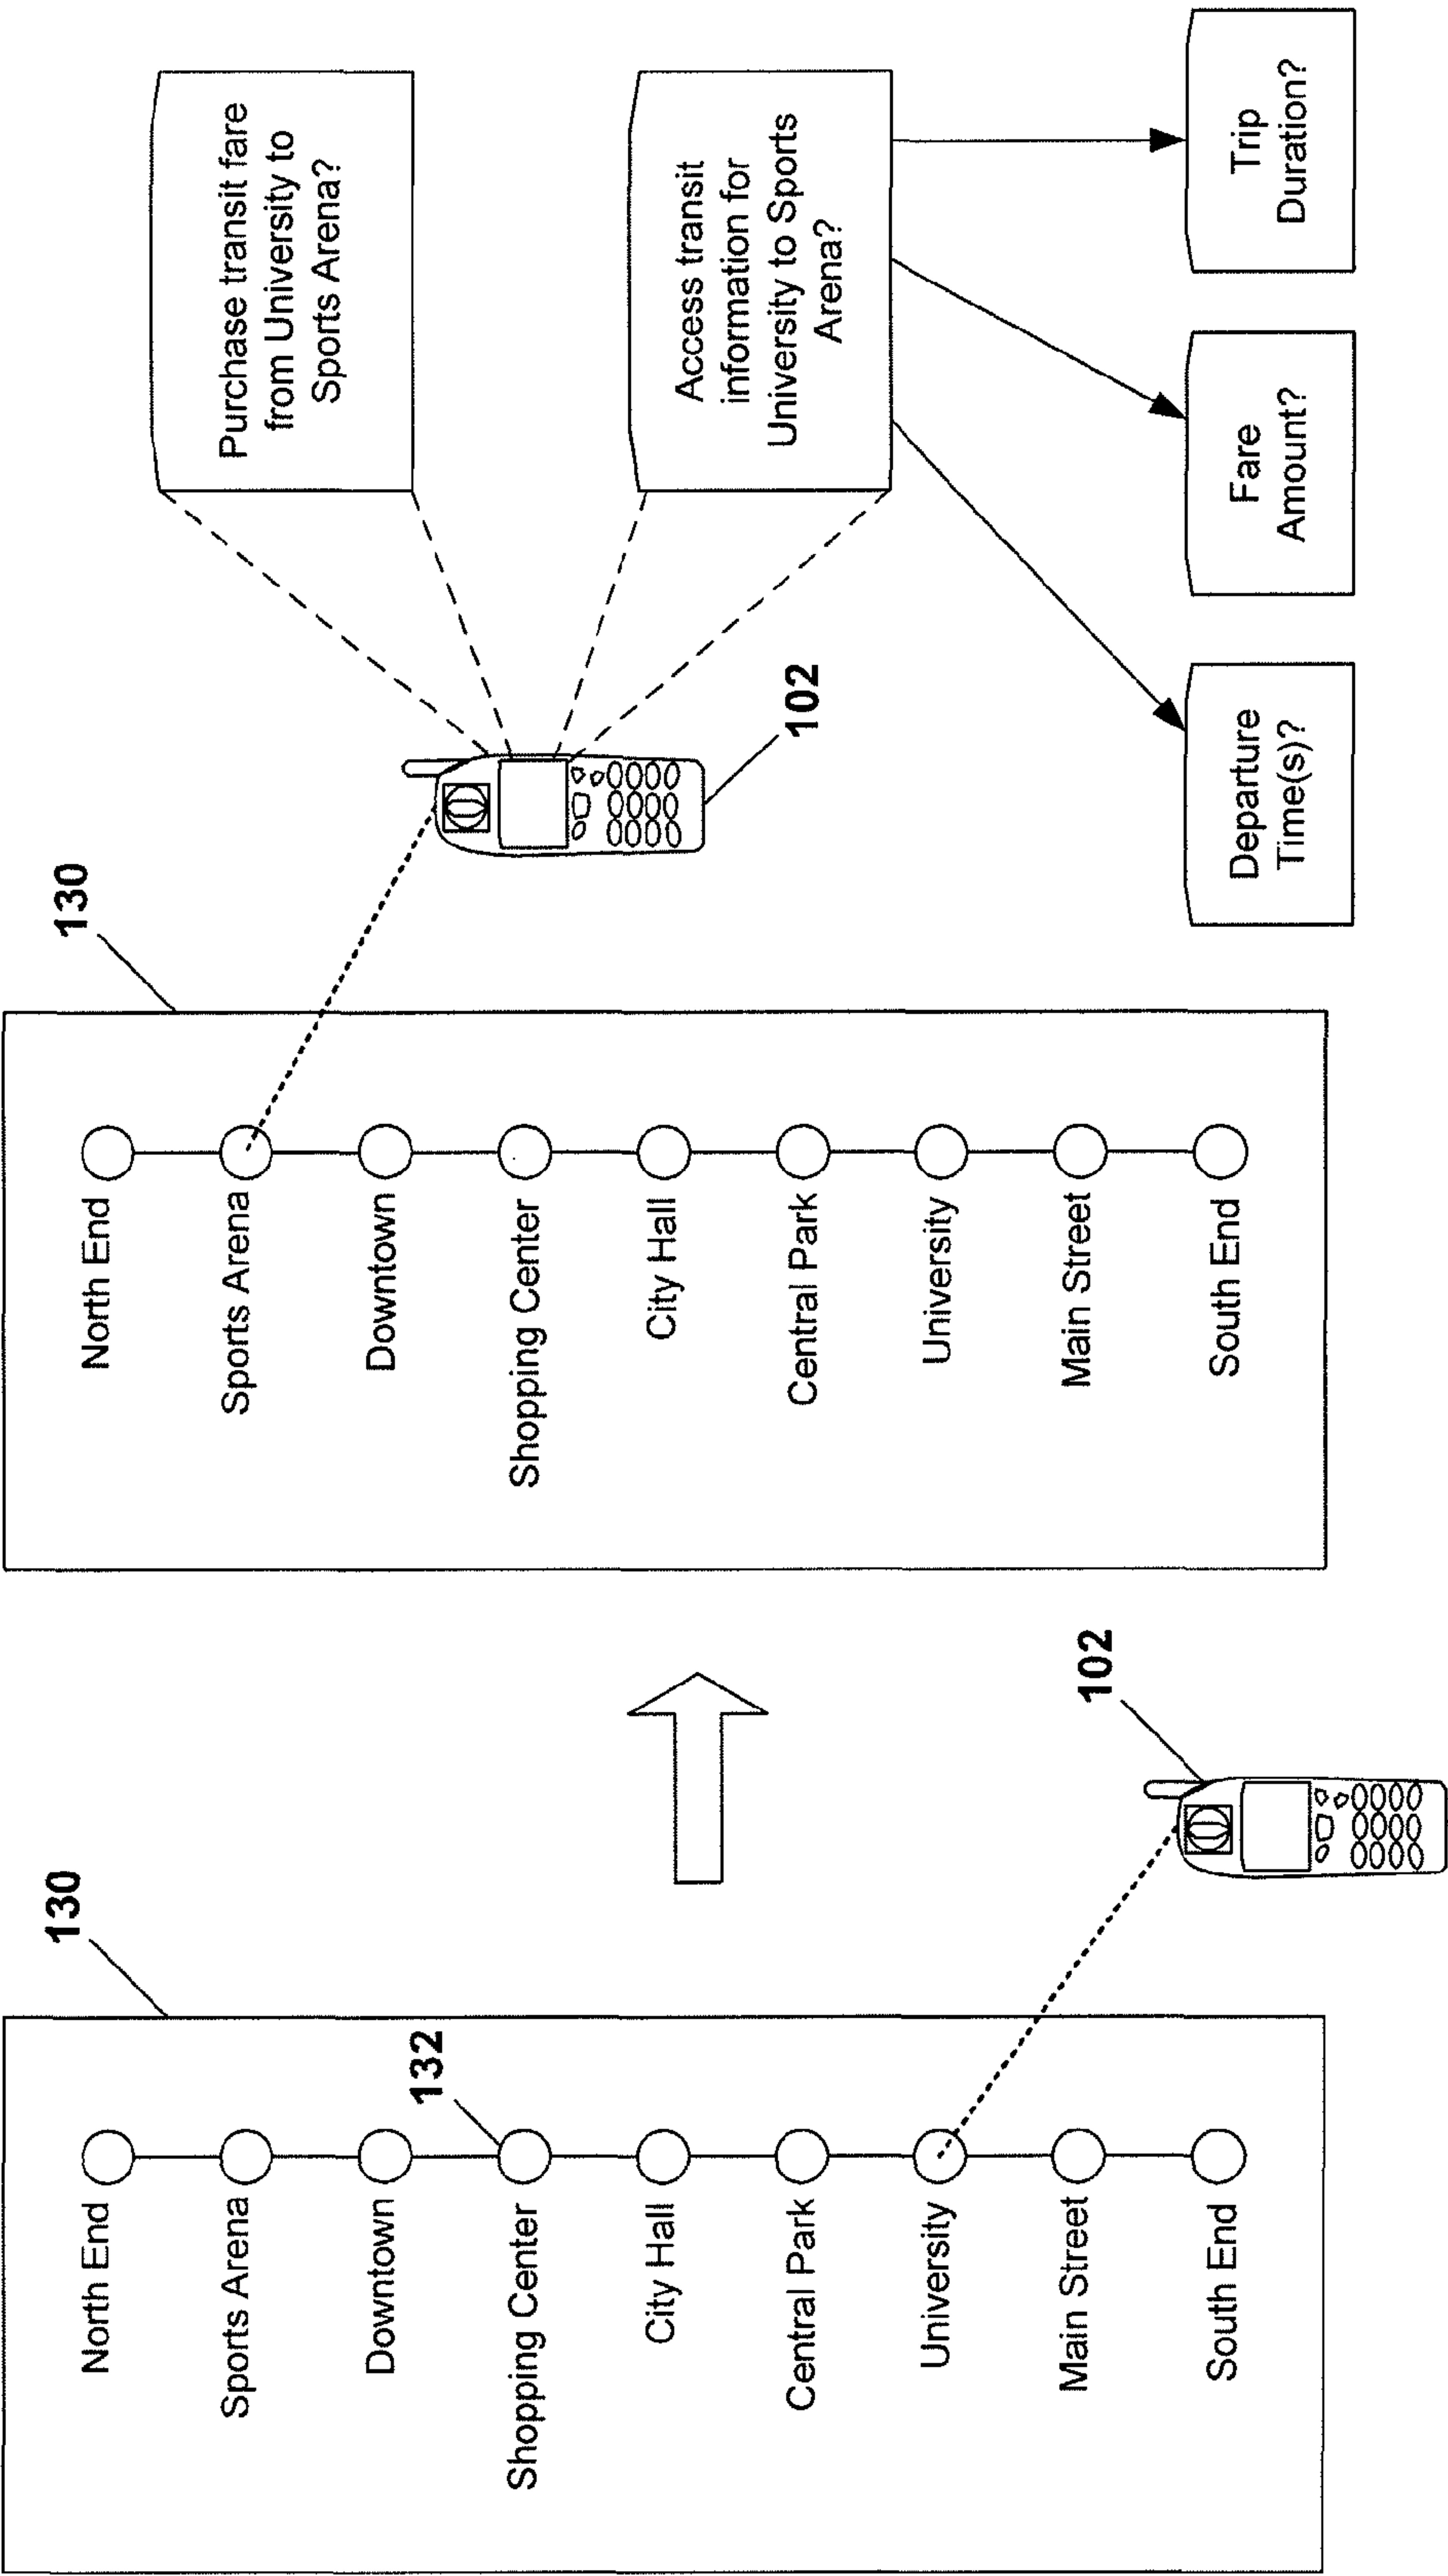 130
North End
Sports Arena
Downtown
132
Shopping Center
City Hall
Central Park
University
Main Street
South End
102
130
North End
Sports Arena
Downtown
Shopping Center
City Hall
Central Park
University
Main Street
South End
102
Purchase transit fare
from University to
Sports Arena?
Access transit
information for
University to Sports
Arena?
Departure
Time(s)?
Fare
Amount?
Trip
Duration?